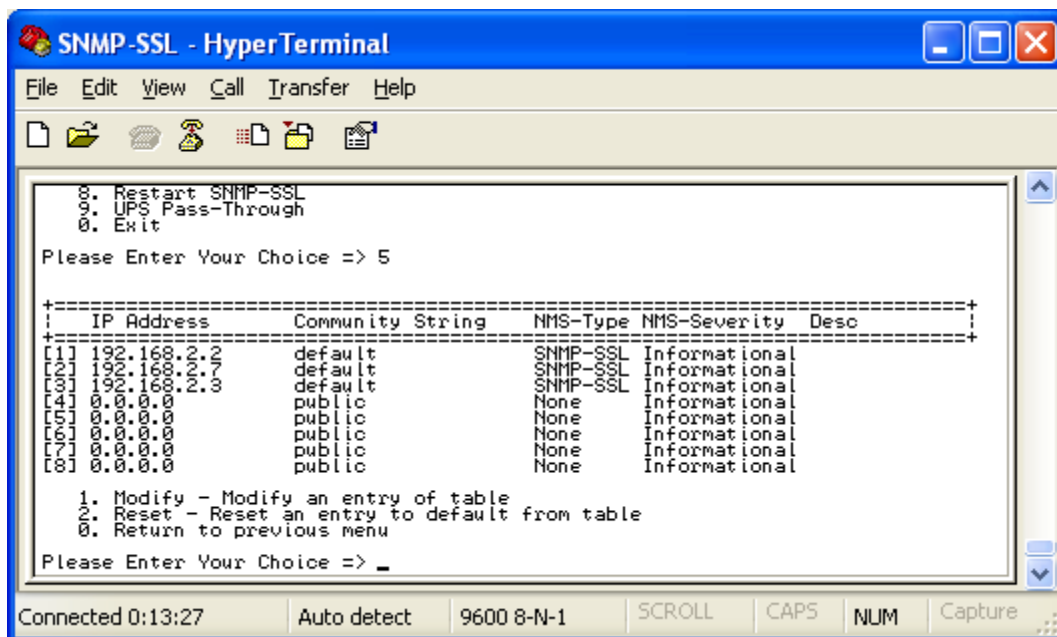 SNMP-SSL - HyperTerminal
File Edit View Call Transfer Help
8. Restart SNMP-SSL
9. UPS Pass-Through
0. Exit
Please Enter Your Choice => 5
+============================================================================+
| IP Address Community String NMS-Type NMS-Severity Desc |
+============================================================================+
[1] 192.168.2.2 default SNMP-SSL Informational
[2] 192.168.2.7 default SNMP-SSL Informational
[3] 192.168.2.3 default SNMP-SSL Informational
[4] 0.0.0.0 public None Informational
[5] 0.0.0.0 public None Informational
[6] 0.0.0.0 public None Informational
[7] 0.0.0.0 public None Informational
[8] 0.0.0.0 public None Informational
1. Modify - Modify an entry of table
2. Reset - Reset an entry to default from table
0. Return to previous menu
Please Enter Your Choice => _
Connected 0:13:27 Auto detect 9600 8-N-1 SCROLL CAPS NUM Capture